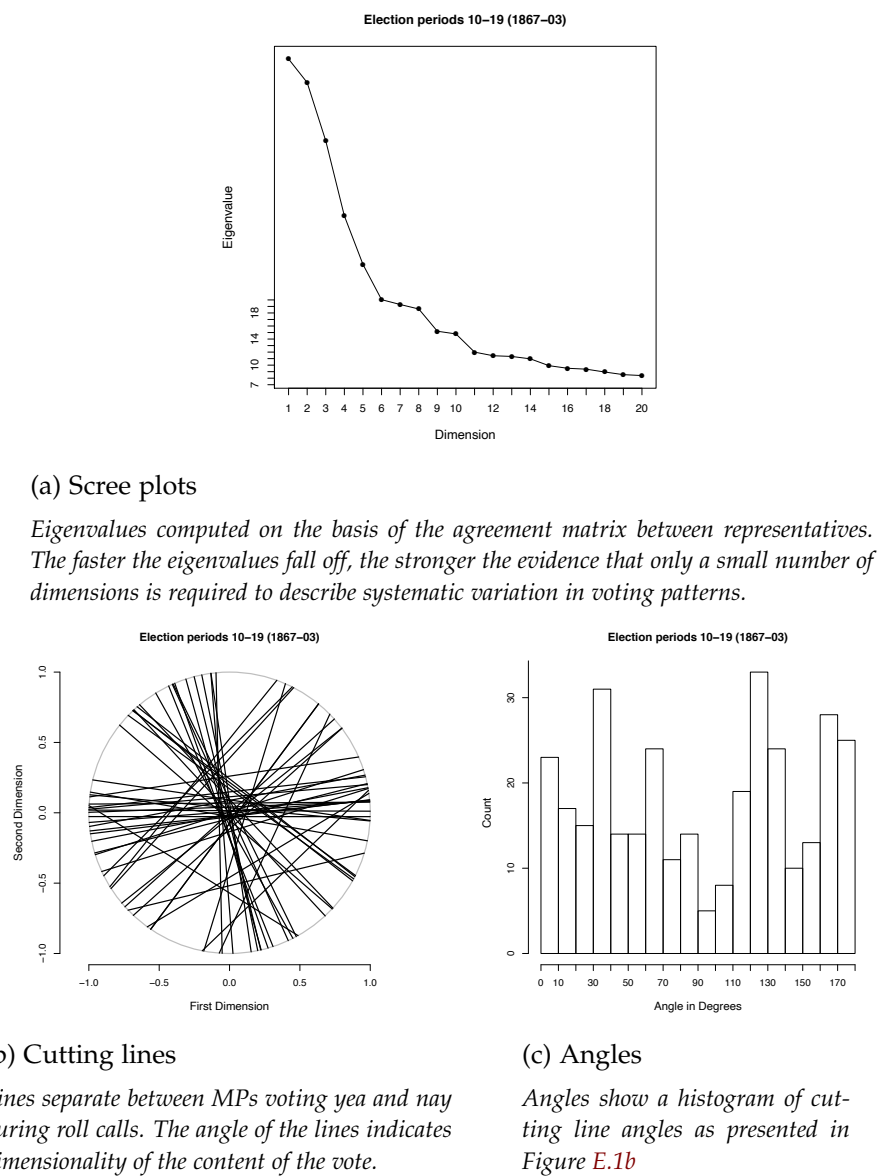 Election periods 10–19 (1867–03)
Eigenvalue
18
14
10
7
1 2 3 4 5 6 7 8 9 10 12 14 16 18 20
Dimension
(a) Scree plots
Eigenvalues computed on the basis of the agreement matrix between representatives.
The faster the eigenvalues fall off, the stronger the evidence that only a small number of
dimensions is required to describe systematic variation in voting patterns.
Election periods 10–19 (1867–03)
Second Dimension
1.0
0.5
0.0
−0.5
−1.0
−1.0 −0.5 0.0 0.5 1.0
First Dimension
) Cutting lines
ines separate between MPs voting yea and nay
uring roll calls. The angle of the lines indicates
imensionality of the content of the vote.
Election periods 10–19 (1867–03)
Count
30
20
10
0
0 10 30 50 70 90 110 130 150 170
Angle in Degrees
(c) Angles
Angles show a histogram of cut-
ting line angles as presented in
Figure E.1b